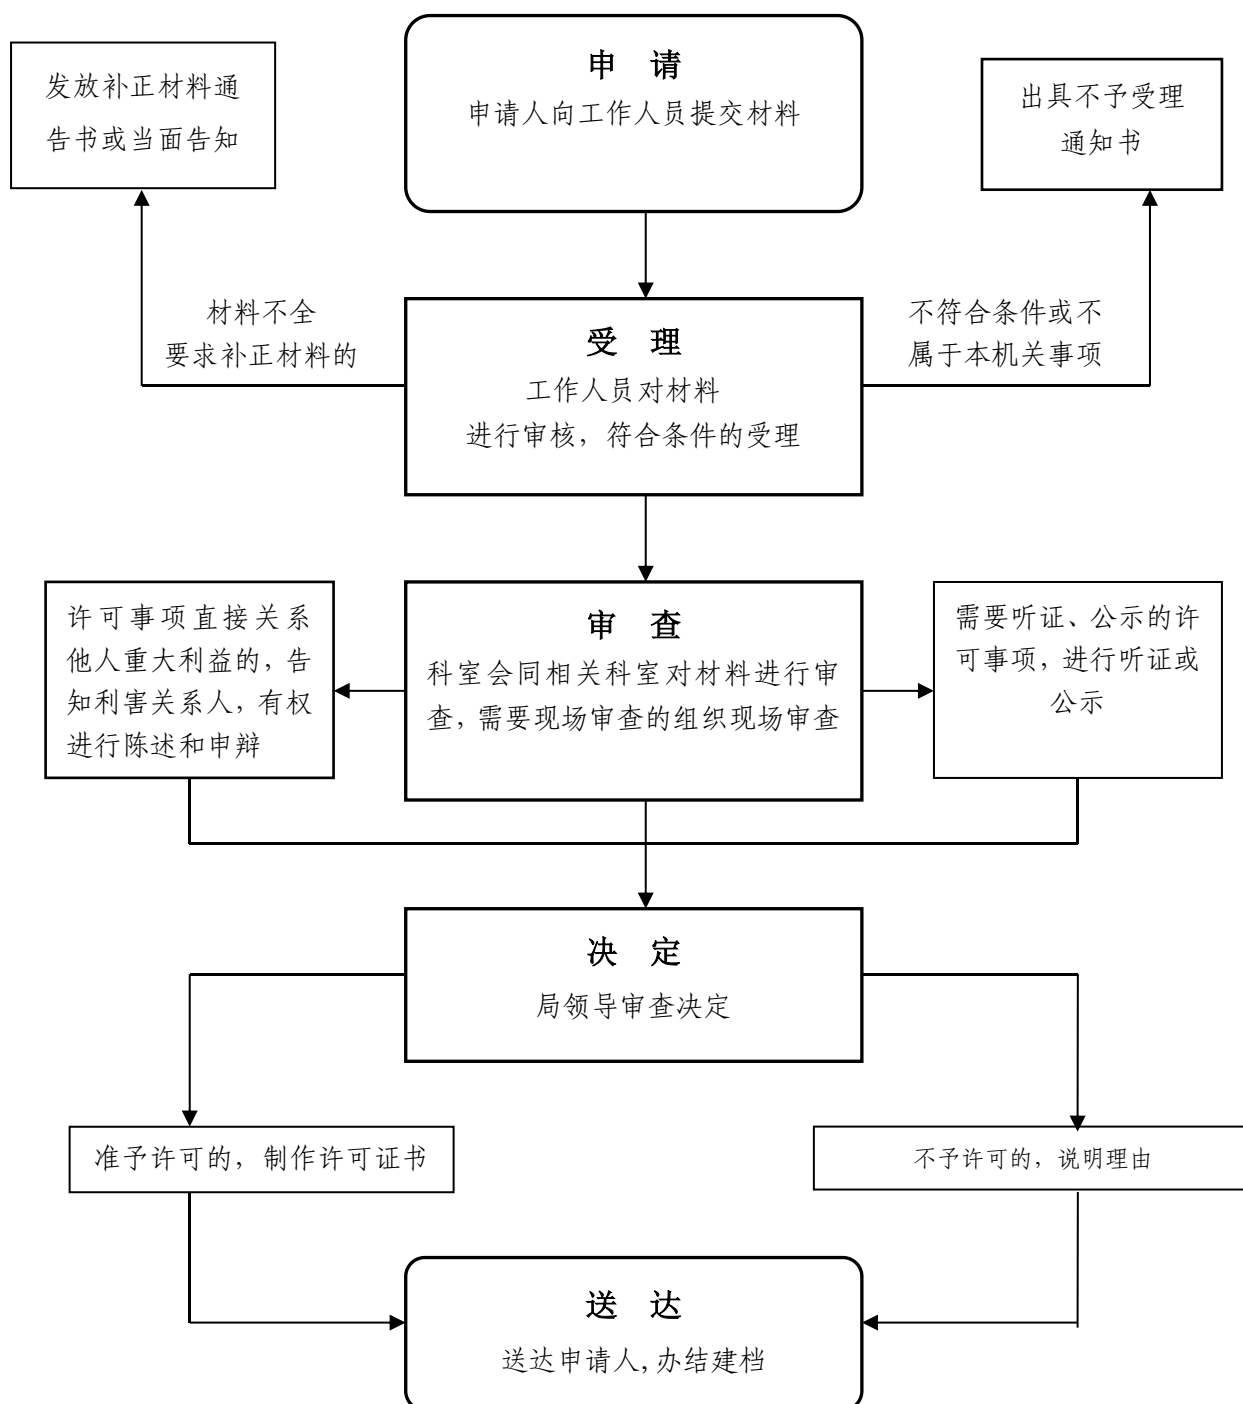 申 请
申请人向工作人员提交材料
发放补正材料通
告书或当面告知
出具不予受理
通知书
材料不全
要求补正材料的
不符合条件或不
属于本机关事项
受 理
工作人员对材料
进行审核，符合条件的受理
许可事项直接关系
他人重大利益的，告
知利害关系人，有权
进行陈述和申辩
审 查
科室会同相关科室对材料进行审
查，需要现场审查的组织现场审查
需要听证、公示的许
可事项，进行听证或
公示
决 定
局领导审查决定
准予许可的，制作许可证书
不予许可的，说明理由
送 达
送达申请人,办结建档